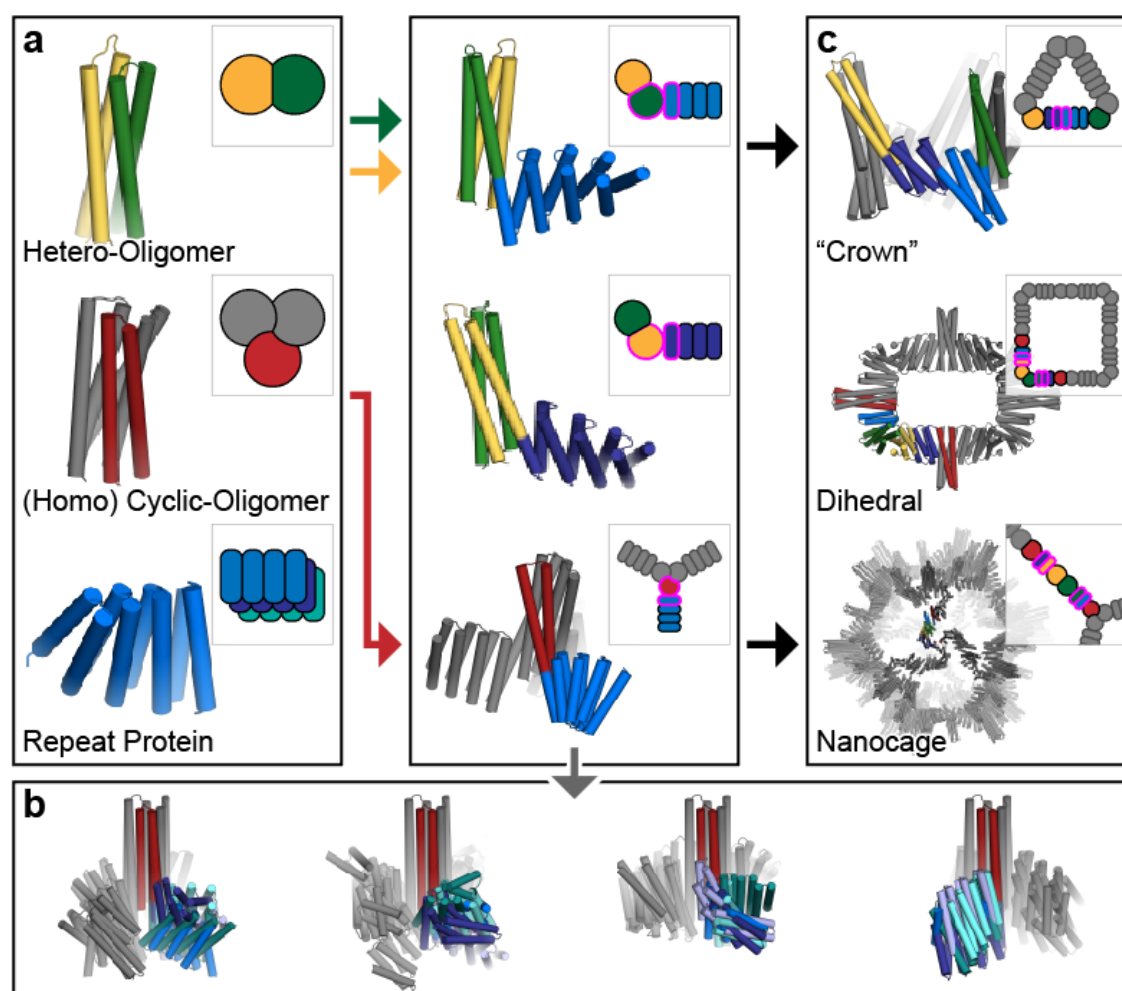 a
Hetero-Oligomer
(Homo) Cyclic-Oligomer
Repeat Protein
c
“Crown”
Dihedral
Nanocage
b